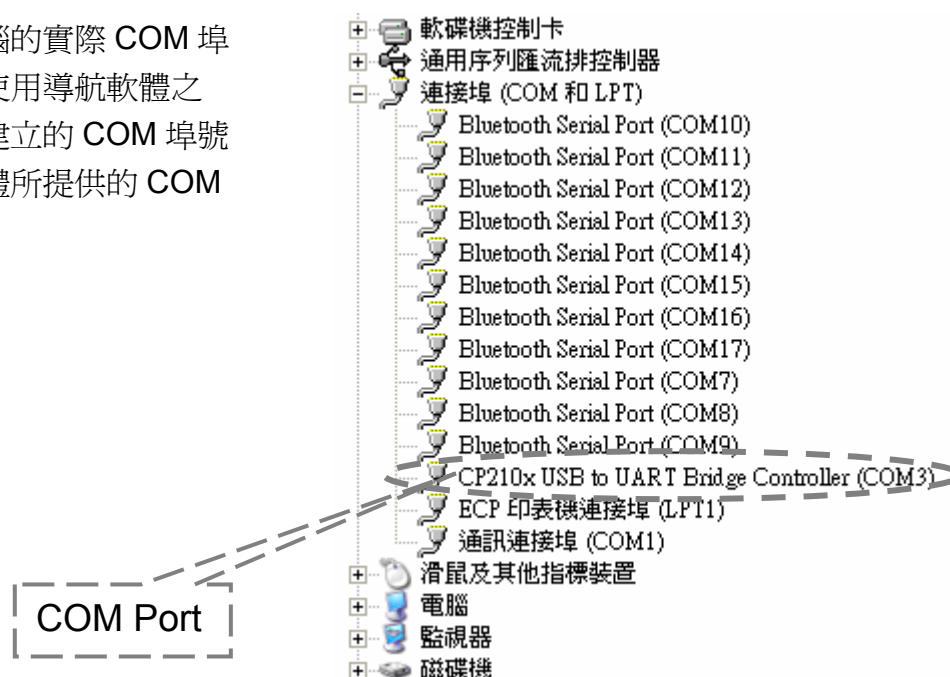 腦的實際 COM 埠
使用導航軟體之
建立的 COM 埠號
體所提供的 COM
軟碟機控制卡
通用序列匯流排控制器
連接埠 (COM 和 LPT)
Bluetooth Serial Port (COM10)
Bluetooth Serial Port (COM11)
Bluetooth Serial Port (COM12)
Bluetooth Serial Port (COM13)
Bluetooth Serial Port (COM14)
Bluetooth Serial Port (COM15)
Bluetooth Serial Port (COM16)
Bluetooth Serial Port (COM17)
Bluetooth Serial Port (COM7)
Bluetooth Serial Port (COM8)
Bluetooth Serial Port (COM9)
CP210x USB to UART Bridge Controller (COM3)
ECP 印表機連接埠 (LPT1)
通訊連接埠 (COM1)
滑鼠及其他指標裝置
電腦
監視器
磁碟機
COM Port